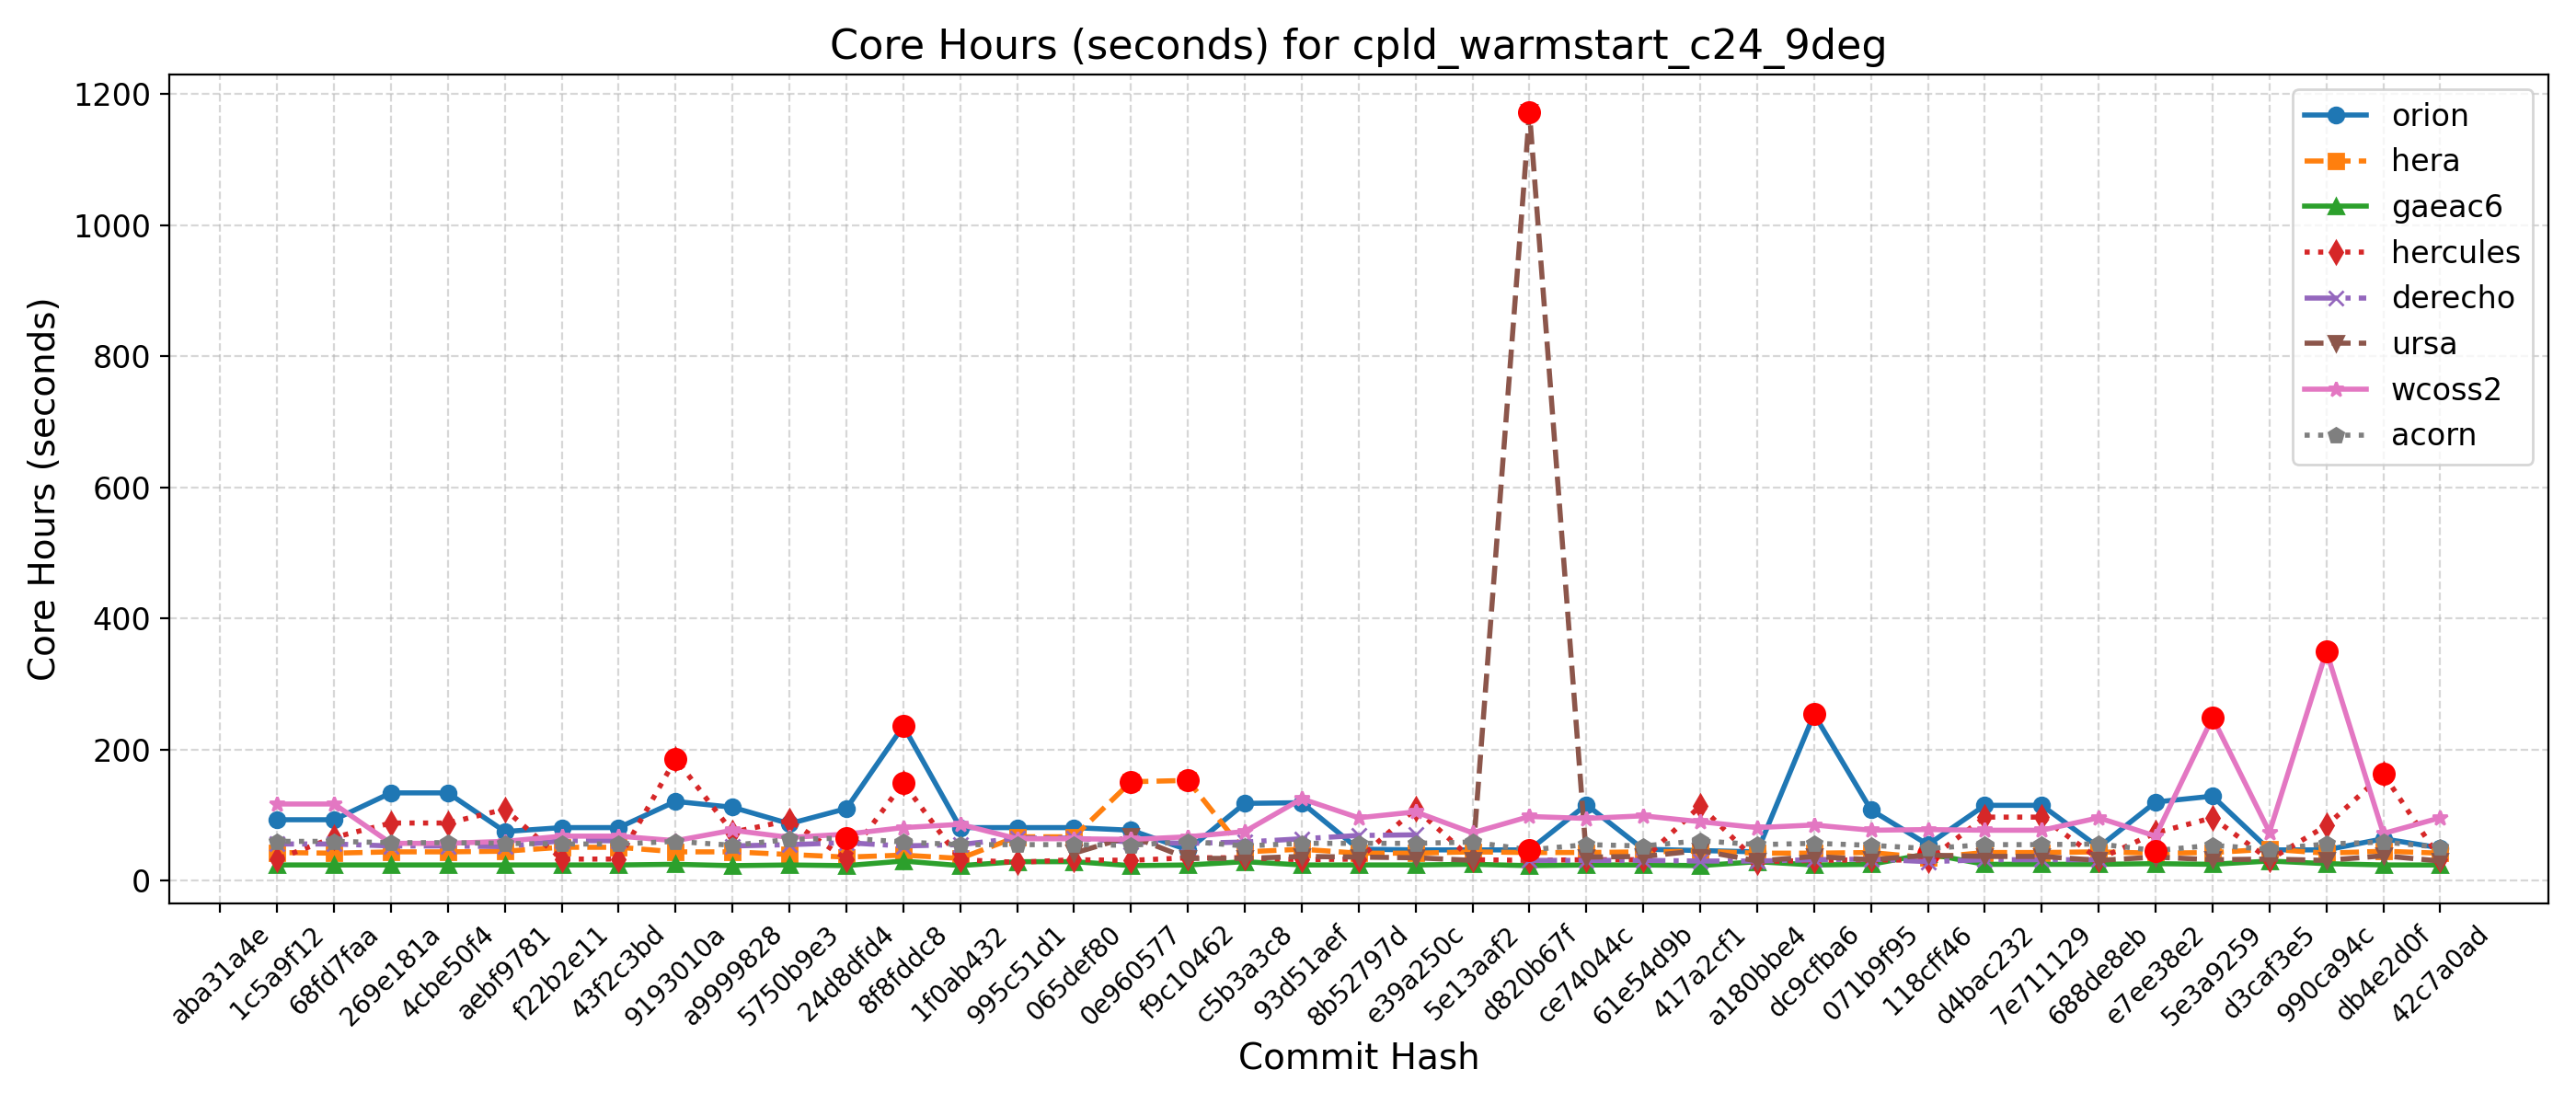 Core Hours (seconds) for cpld_warmstart_c24_9deg
1200
1000
800
600
400
200
0
Core Hours (seconds)
orion
hera
gaeac6
hercules
derecho
ursa
wcoss2
acorn
aba31a4e
1c5a9f12
68fd7faa
269e181a
4cbe50f4
aebf9781
f22b2e11
43f2c3bd
9193010a
a9999828
5750b9e3
24d8dfd4
8f8fddc8
1f0ab432
995c51d1
065def80
0e960577
f9c10462
c5b3a3c8
93d51aef
8b52797d
e39a250c
5e13aaf2
d820b67f
ce74044c
61e54d9b
417a2cf1
a180bbe4
dc9cfba6
071b9f95
118cff46
d4bac232
7e711129
688de8eb
e7ee38e2
5e3a9259
d3caf3e5
990ca94c
db4e2d0f
42c7a0ad
Commit Hash